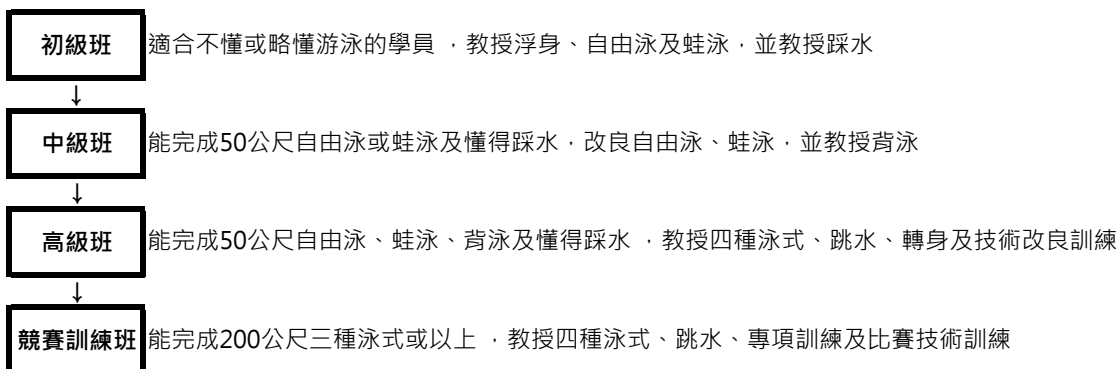 初級班 適合不懂或略懂游泳的學員 ，教授浮身、自由泳及蛙泳，並教授踩水
↓
中級班 能完成50公尺自由泳或蛙泳及懂得踩水，改良自由泳、蛙泳，並教授背泳
↓
高級班 能完成50公尺自由泳、蛙泳、背泳及懂得踩水 ，教授四種泳式、跳水、轉身及技術改良訓練
↓
競賽訓練班 能完成200公尺三種泳式或以上 ，教授四種泳式、跳水、專項訓練及比賽技術訓練